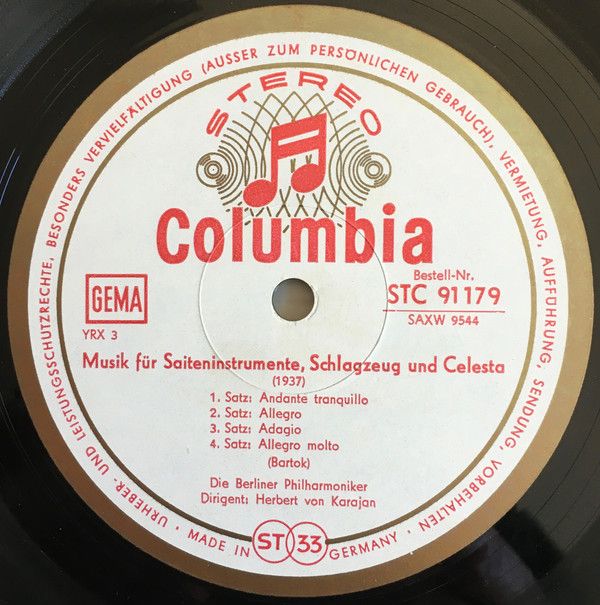 URHEBER- UND LEISTUNGSSCHUTZRECHTE, BESONDERS VERVIELFÄLTIGUNG (AUSSER ZUM PERSÖNLICHEN GEBRAUCH), VERMIETUNG, AUFFÜHRUNG, SENDUNG, VORBEHALTEN ·
STEREO
Columbia
Bestell-Nr.
GEMA
STC 91179
YRX 3
SAXW 9544
Musik für Saiteninstrumente, Schlagzeug und Celesta
(1937)
1. Satz: Andante tranquillo
2. Satz: Allegro
3. Satz: Adagio
4. Satz: Allegro molto
(Bartok)
Die Berliner Philharmoniker
Dirigent: Herbert von Karajan
· MADE IN GERMANY ·
ST 33